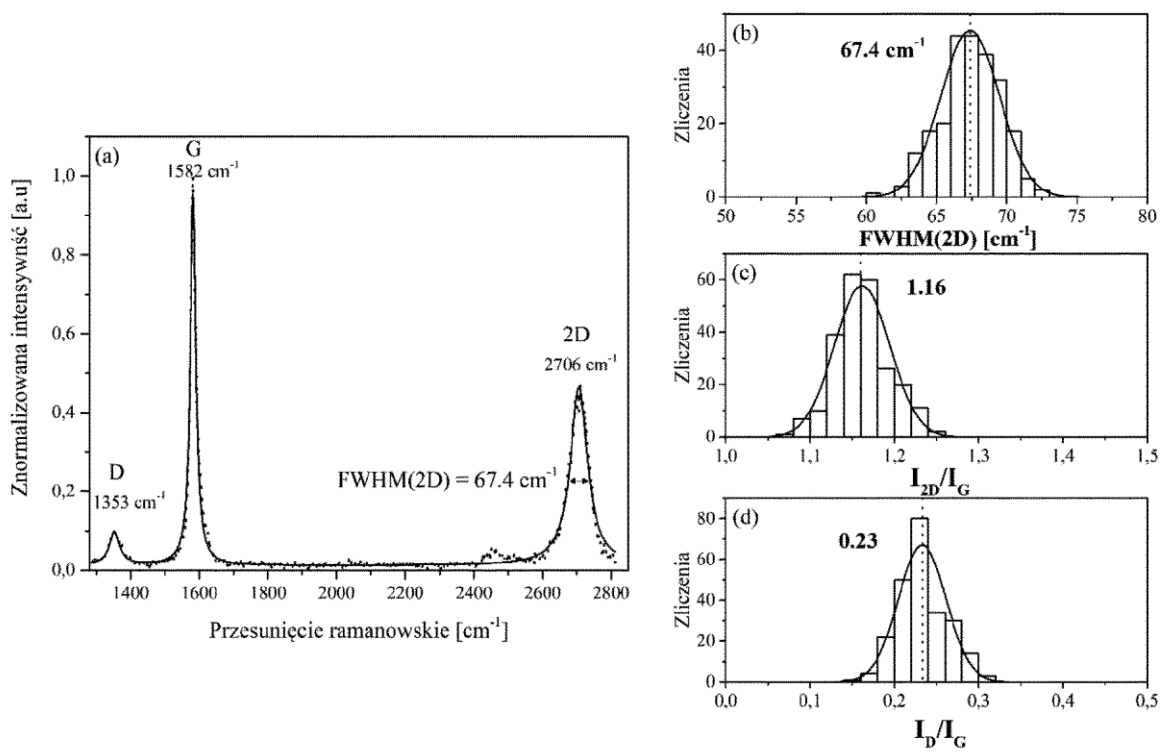 (a)
G
1582 cm⁻¹
D
1353 cm⁻¹
2D
2706 cm⁻¹
FWHM(2D) = 67.4 cm⁻¹
Znormalizowana intensywnść [a.u]
1,0
0,8
0,6
0,4
0,2
0,0
1400 1600 1800 2000 2200 2400 2600 2800
Przesunięcie ramanowskie [cm⁻¹]
(b)
67.4 cm⁻¹
Zliczenia
40
20
0
50 55 60 65 70 75 80
FWHM(2D) [cm⁻¹]
(c)
1.16
Zliczenia
60
40
20
0
1,0 1,1 1,2 1,3 1,4 1,5
I₂D/I_G
(d)
0.23
Zliczenia
80
60
40
20
0
0,0 0,1 0,2 0,3 0,4 0,5
I_D/I_G